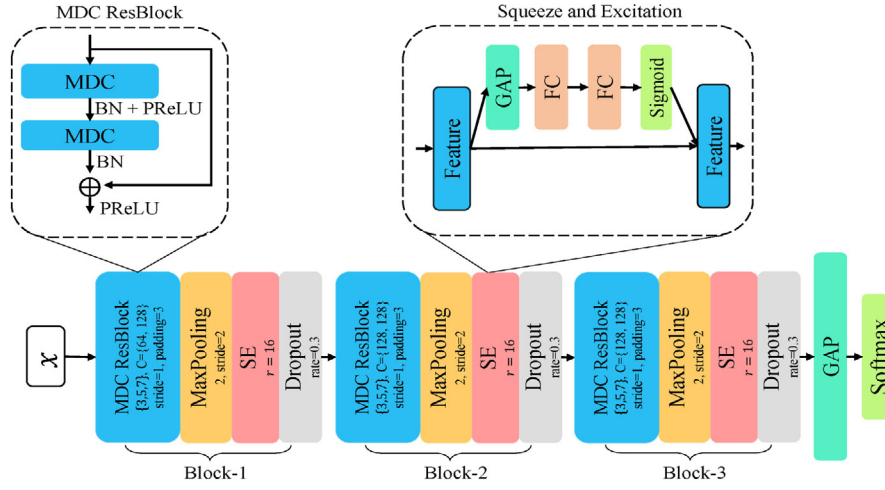 MDC ResBlock
MDC
BN + PReLU
MDC
BN
PReLU
Squeeze and Excitation
Feature
GAP
FC
FC
Sigmoid
Feature
x
MDC ResBlock
{3,5,7}, C={64, 128}
stride=1, padding=3
MaxPooling
2, stride=2
SE
r = 16
Dropout
rate=0.3
Block-1
MDC ResBlock
{3,5,7}, C={128, 128}
stride=1, padding=3
MaxPooling
2, stride=2
SE
r = 16
Dropout
rate=0.3
Block-2
MDC ResBlock
{3,5,7}, C={128, 128}
stride=1, padding=3
MaxPooling
2, stride=2
SE
r = 16
Dropout
rate=0.3
Block-3
GAP
Softmax